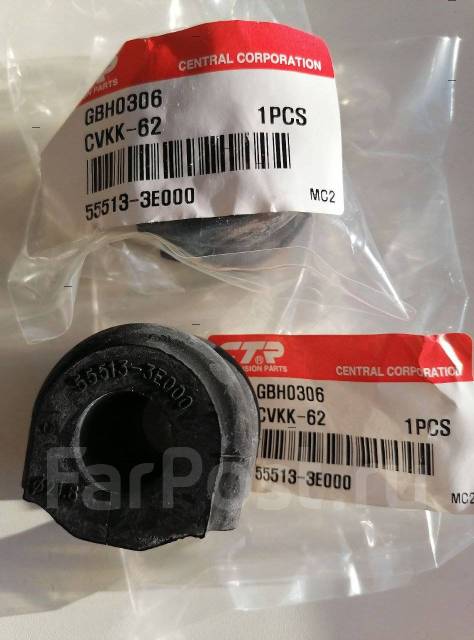 CTR
CENTRAL CORPORATION
GBH0306
CVKK-62
1PCS
55513-3E000
MC2
CTR
CENTRAL CORPORATION
GBH0306
CVKK-62
1PCS
55513-3E000
MC2
55513-3E000
FarPost.ru